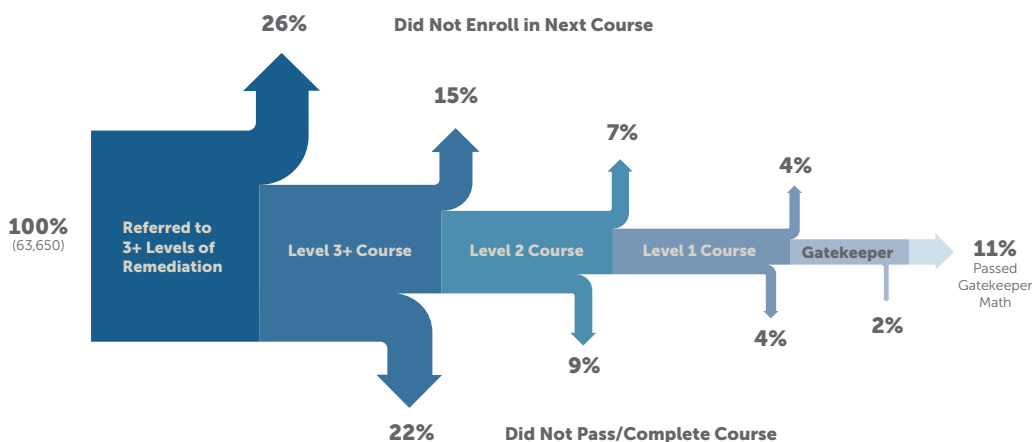 26%
Did Not Enroll in Next Course
15%
7%
4%
100%
(63,650)
Referred to
3+ Levels of
Remediation
Level 3+ Course
Level 2 Course
Level 1 Course
Gatekeeper
11%
Passed
Gatekeeper
Math
22%
9%
4%
2%
Did Not Pass/Complete Course